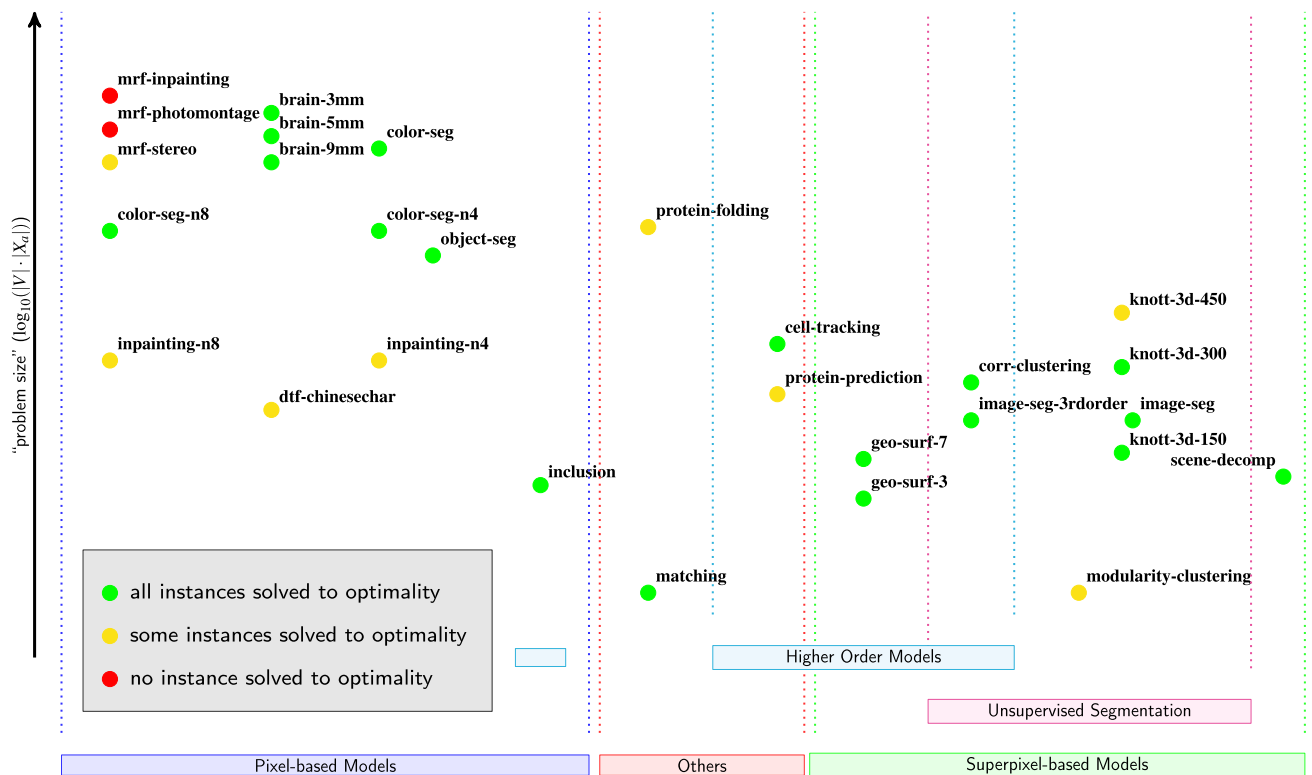 mrf-inpainting
mrf-photomontage
mrf-stereo
brain-3mm
brain-5mm
brain-9mm
color-seg
color-seg-n8
color-seg-n4
object-seg
protein-folding
inpainting-n8
inpainting-n4
dtf-chinesechar
inclusion
cell-tracking
protein-prediction
geo-surf-7
geo-surf-3
matching
corr-clustering
image-seg-3rdorder
knott-3d-450
knott-3d-300
image-seg
knott-3d-150
scene-decomp
modularity-clustering
“problem size” (log₁₀(|V| · |Xₐ|))
all instances solved to optimality
some instances solved to optimality
no instance solved to optimality
Higher Order Models
Unsupervised Segmentation
Pixel-based Models
Others
Superpixel-based Models